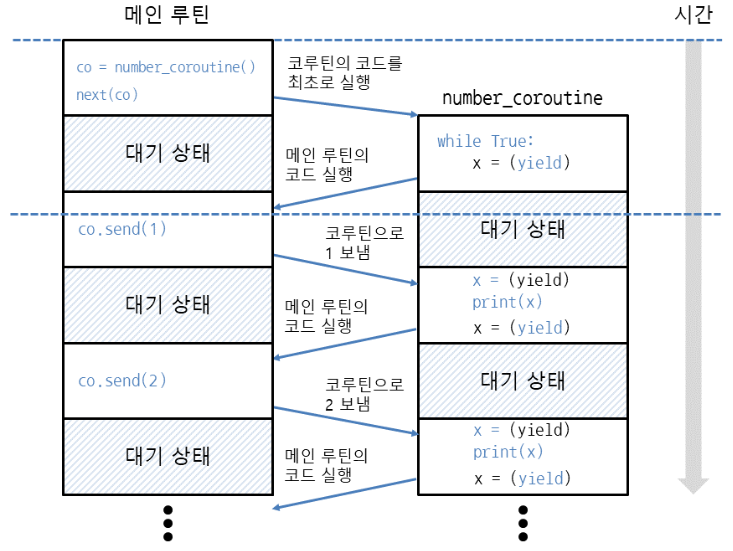 메인 루틴
시간
co = number_coroutine()
next(co)
코루틴의 코드를
최초로 실행
number_coroutine
대기 상태
메인 루틴의
코드 실행
while True:
x = (yield)
co.send(1)
코루틴으로
1 보냄
대기 상태
대기 상태
메인 루틴의
코드 실행
x = (yield)
print(x)
x = (yield)
co.send(2)
코루틴으로
2 보냄
대기 상태
대기 상태
메인 루틴의
코드 실행
x = (yield)
print(x)
x = (yield)